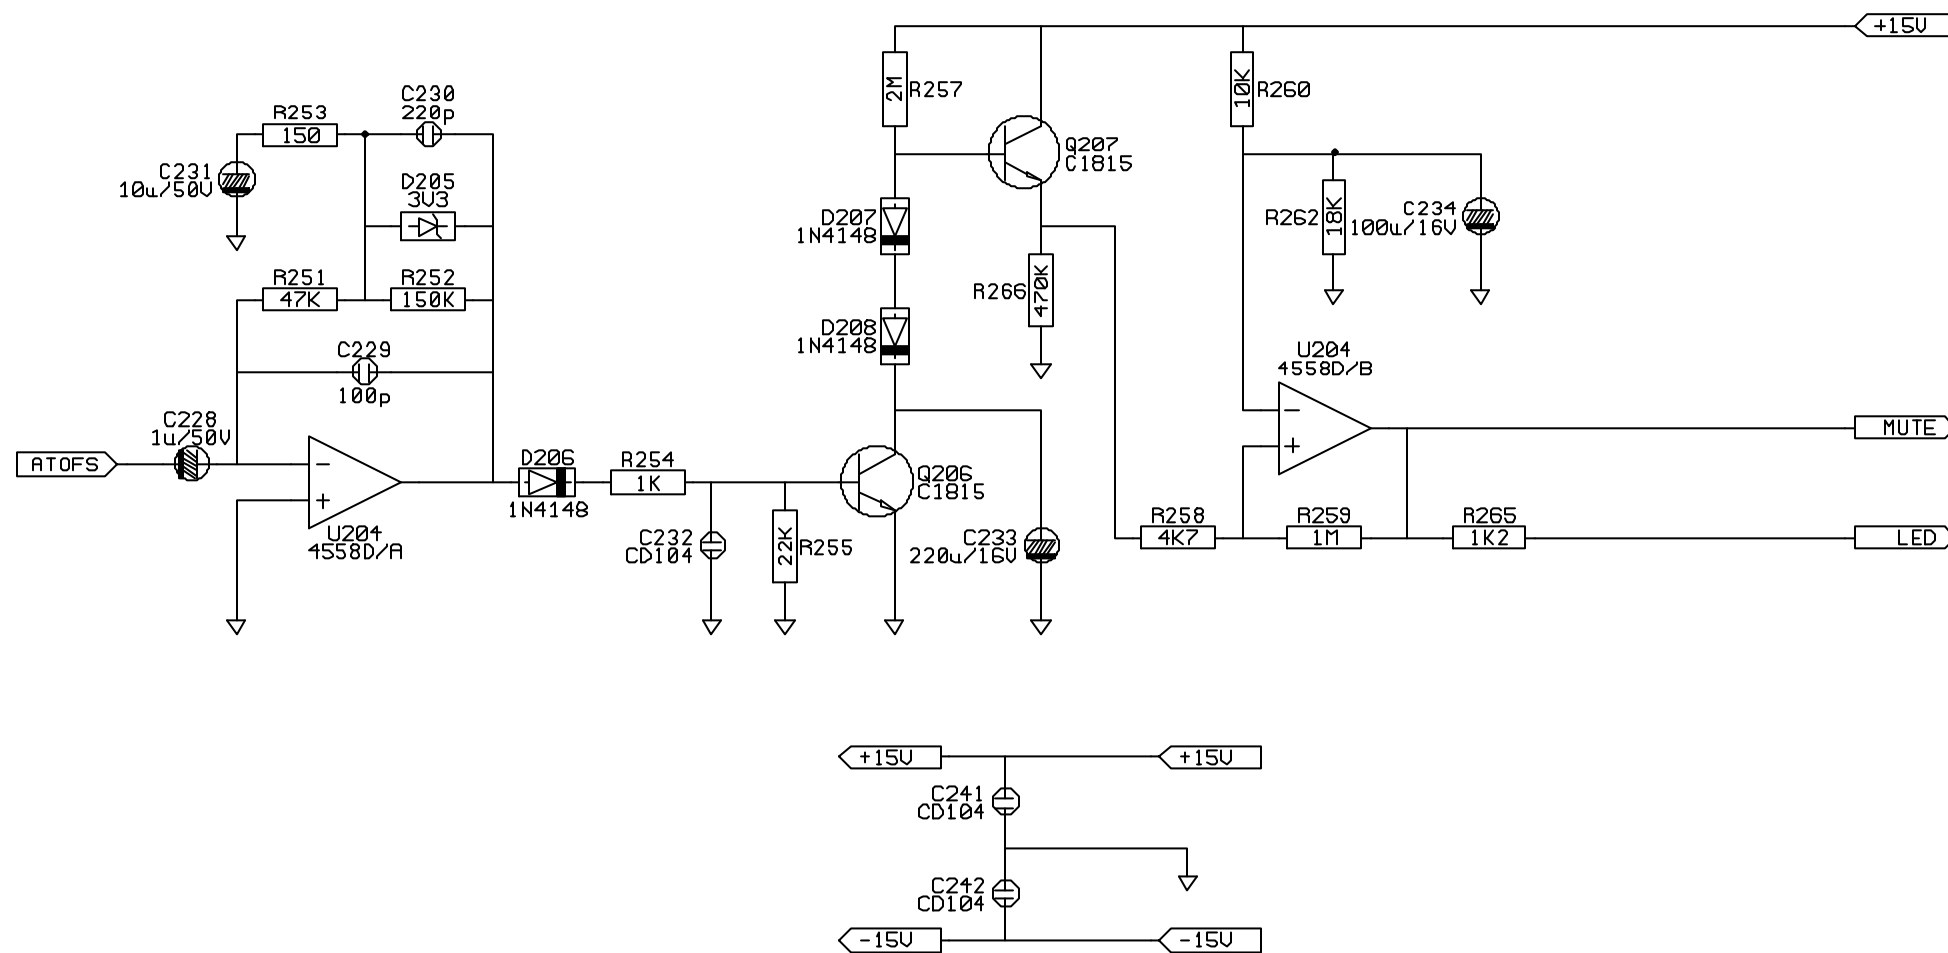 +15V
2M
R257
10K
R260
C230
220p
R253
150
Q207
C1815
C231
10u/50V
D205
3V3
D207
1N4148
R262
18K
C234
100u/16V
R251
47K
R252
150K
R266
470K
D208
1N4148
C229
100p
U204
4558D/B
C228
1u/50V
ATOFS
-
+
U204
4558D/A
D206
1N4148
R254
1K
Q206
C1815
-
+
MUTE
C232
CD104
22K
R255
C233
220u/16V
R258
4K7
R259
1M
R265
1K2
LED
+15V
+15V
C241
CD104
C242
CD104
-15V
-15V